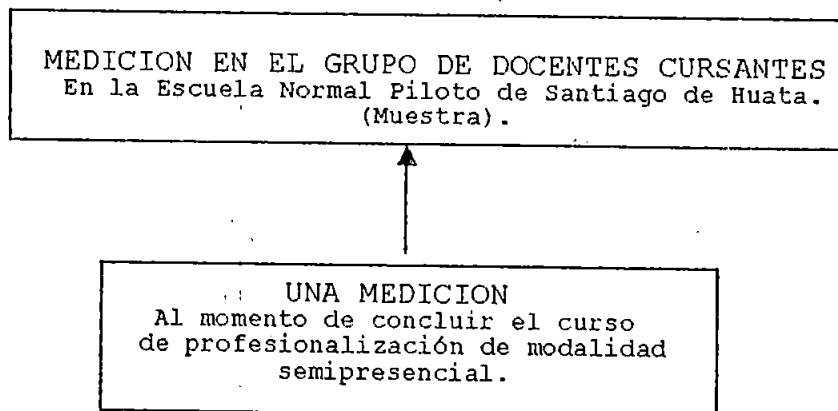 MEDICION EN EL GRUPO DE DOCENTES CURSANTES
En la Escuela Normal Piloto de Santiago de Huata.
(Muestra).
UNA MEDICION
Al momento de concluir el curso
de profesionalización de modalidad
semipresencial.